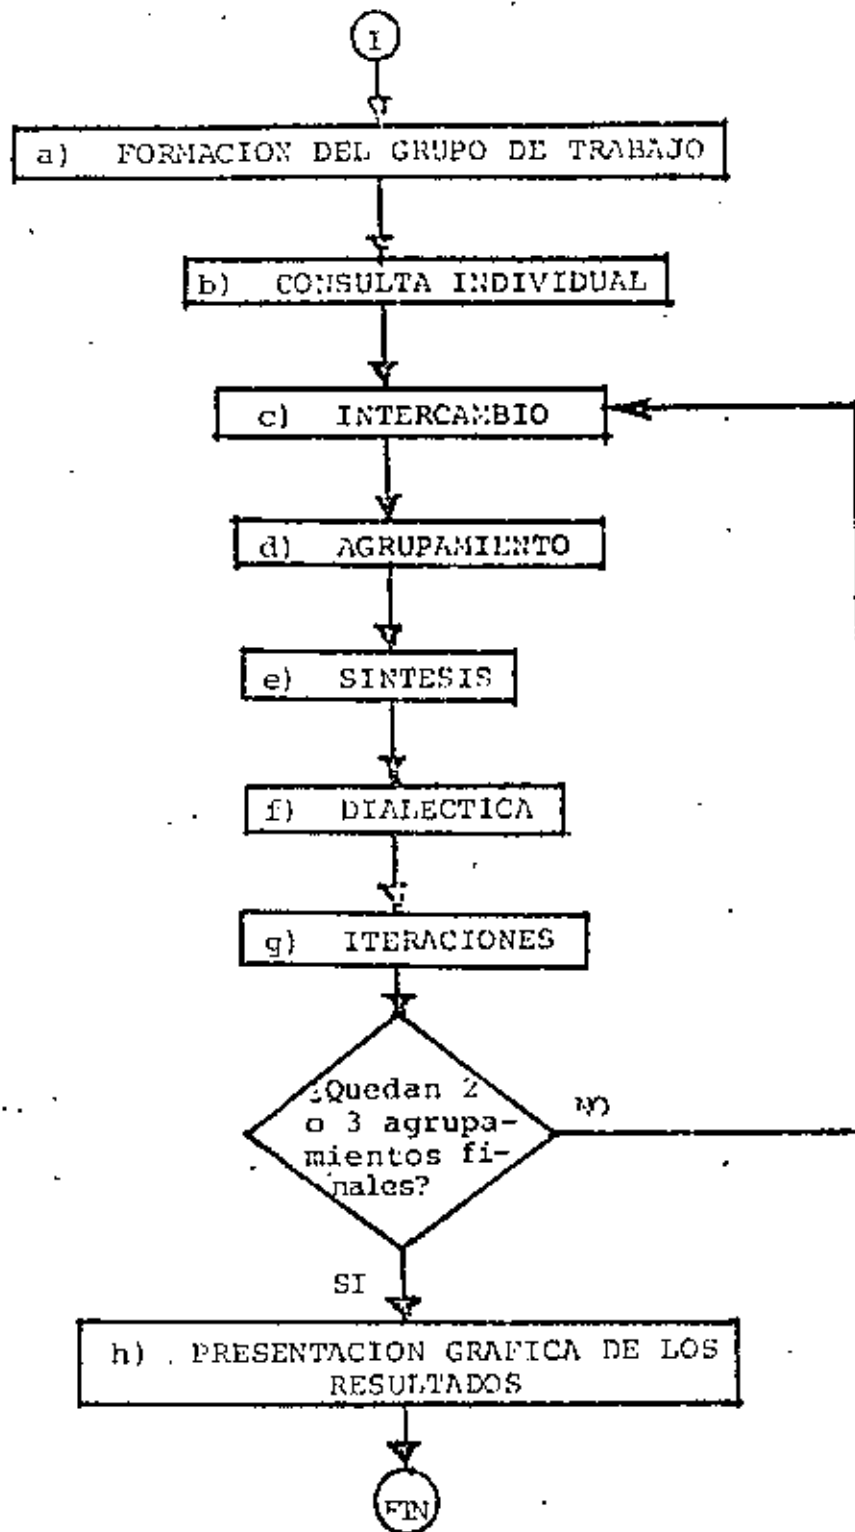 I
a) FORMACION DEL GRUPO DE TRABAJO
b) CONSULTA INDIVIDUAL
c) INTERCAMBIO
d) AGRUPAMIENTO
e) SINTESIS
f) DIALECTICA
g) ITERACIONES
¿Quedan 2
o 3 agrupa-
mientos fi-
nales?
NO
SI
h) PRESENTACION GRAFICA DE LOS
RESULTADOS
FIN